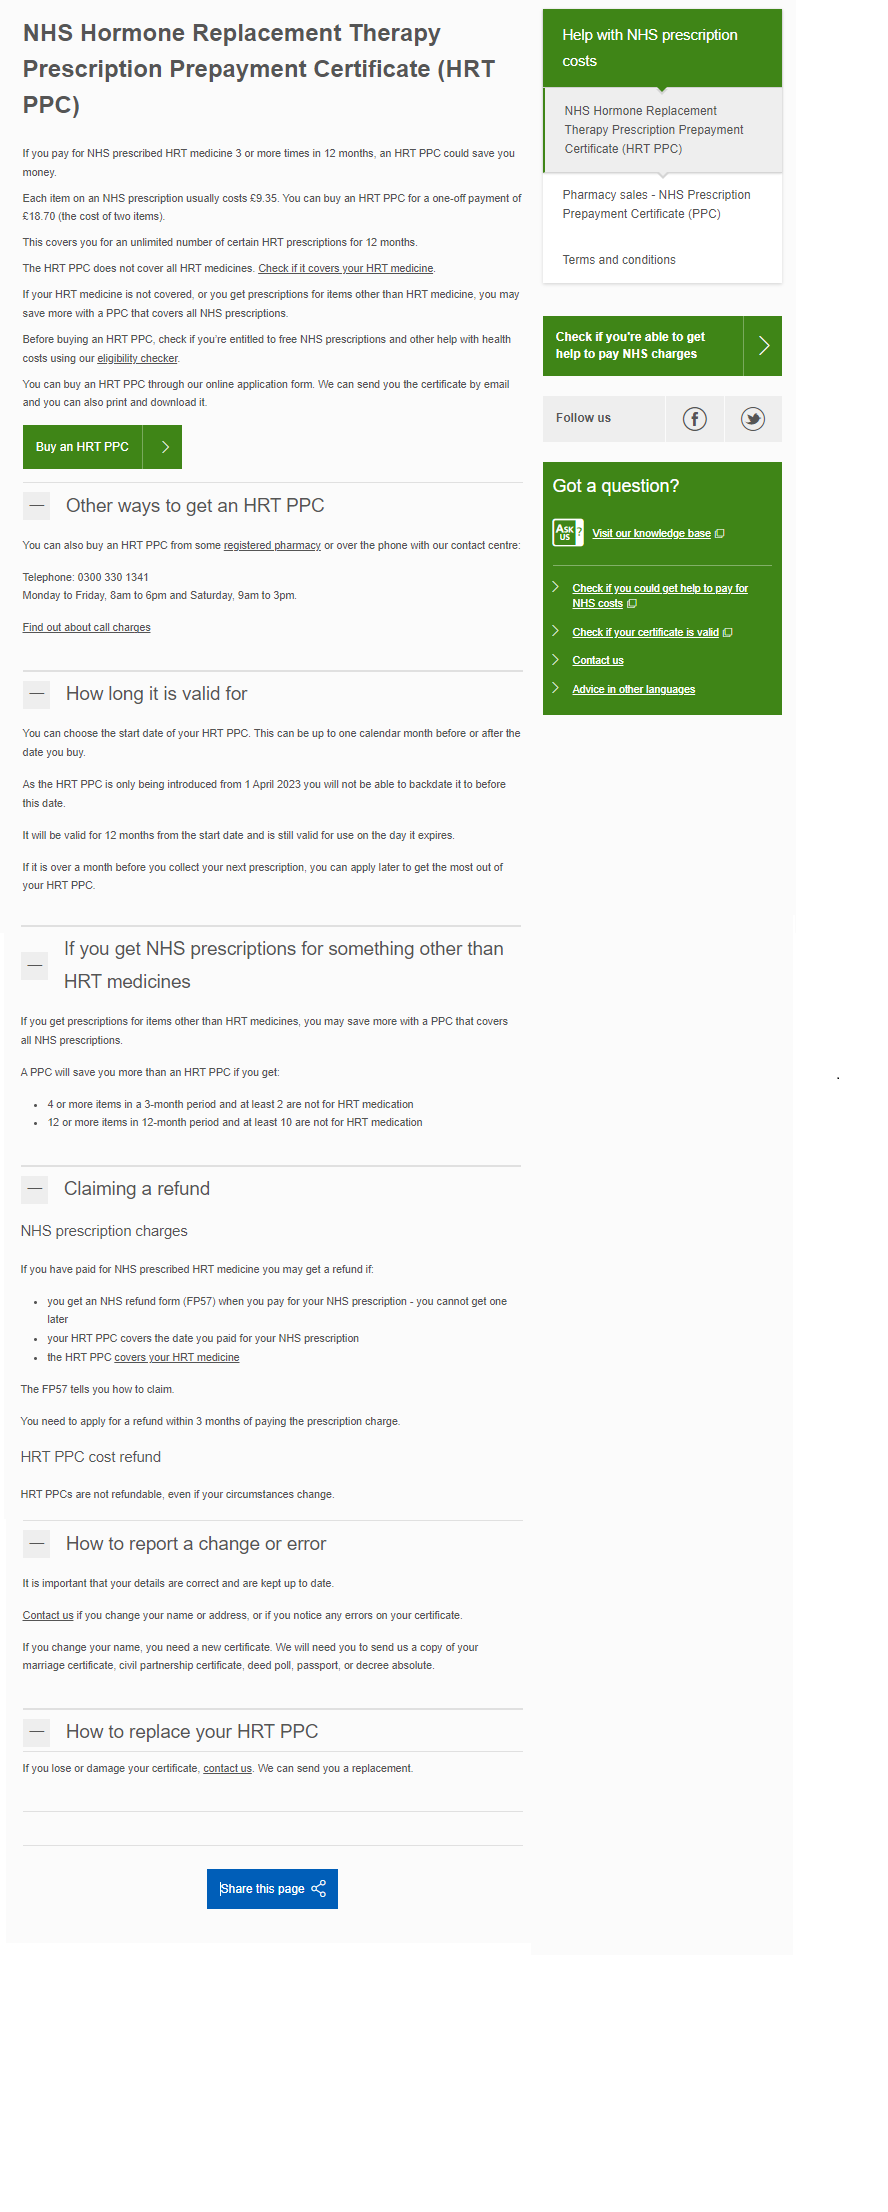 NHS Hormone Replacement Therapy
Prescription Prepayment Certificate (HRT
PPC)
If you pay for NHS prescribed HRT medicine 3 or more times in 12 months, an HRT PPC could save you
money.
Each item on an NHS prescription usually costs £9.35. You can buy an HRT PPC for a one-off payment of
£18.70 (the cost of two items).
This covers you for an unlimited number of certain HRT prescriptions for 12 months.
The HRT PPC does not cover all HRT medicines. Check if it covers your HRT medicine.
If your HRT medicine is not covered, or you get prescriptions for items other than HRT medicine, you may
save more with a PPC that covers all NHS prescriptions.
Before buying an HRT PPC, check if you're entitled to free NHS prescriptions and other help with health
costs using our eligibility checker.
You can buy an HRT PPC through our online application form. We can send you the certificate by email
and you can also print and download it.
Buy an HRT PPC
Other ways to get an HRT PPC
You can also buy an HRT PPC from some registered pharmacy or over the phone with our contact centre:
Telephone: 0300 330 1341
Monday to Friday, 8am to 6pm and Saturday, 9am to 3pm.
Find out about call charges
How long it is valid for
You can choose the start date of your HRT PPC. This can be up to one calendar month before or after the
date you buy.
As the HRT PPC is only being introduced from 1 April 2023 you will not be able to backdate it to before
this date.
It will be valid for 12 months from the start date and is still valid for use on the day it expires.
If it is over a month before you collect your next prescription, you can apply later to get the most out of
your HRT PPC.
If you get NHS prescriptions for something other than
HRT medicines
If you get prescriptions for items other than HRT medicines, you may save more with a PPC that covers
all NHS prescriptions.
A PPC will save you more than an HRT PPC if you get:
• 4 or more items in a 3-month period and at least 2 are not for HRT medication
• 12 or more items in 12-month period and at least 10 are not for HRT medication
Claiming a refund
NHS prescription charges
If you have paid for NHS prescribed HRT medicine you may get a refund if:
• you get an NHS refund form (FP57) when you pay for your NHS prescription - you cannot get one
later
• your HRT PPC covers the date you paid for your NHS prescription
• the HRT PPC covers your HRT medicine
The FP57 tells you how to claim.
You need to apply for a refund within 3 months of paying the prescription charge.
HRT PPC cost refund
HRT PPCs are not refundable, even if your circumstances change.
How to report a change or error
It is important that your details are correct and are kept up to date.
Contact us if you change your name or address, or if you notice any errors on your certificate.
If you change your name, you need a new certificate. We will need you to send us a copy of your
marriage certificate, civil partnership certificate, deed poll, passport, or decree absolute.
How to replace your HRT PPC
If you lose or damage your certificate, contact us. We can send you a replacement.
Share this page
Help with NHS prescription
costs
NHS Hormone Replacement
Therapy Prescription Prepayment
Certificate (HRT PPC)
Pharmacy sales - NHS Prescription
Prepayment Certificate (PPC)
Terms and conditions
Check if you're able to get
help to pay NHS charges
Follow us
Got a question?
ASK
US
?
Visit our knowledge base
Check if you could get help to pay for
NHS costs
Check if your certificate is valid
Contact us
Advice in other languages